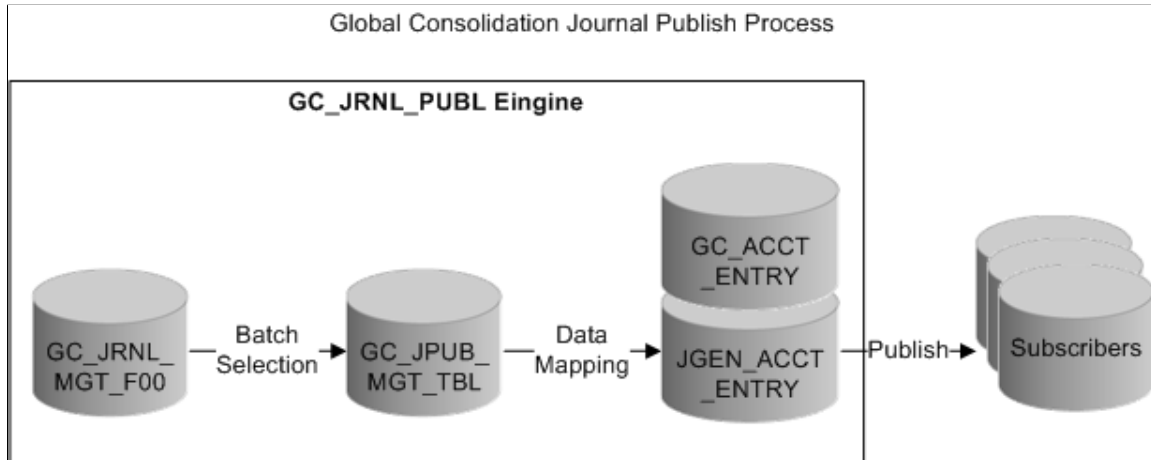 Global Consolidation Journal Publish Process
GC_JRNL_PUBL Eingine
GC_JRNL_
MGT_F00
Batch
Selection
GC_JPUB_
MGT_TBL
Data
Mapping
GC_ACCT
_ENTRY
JGEN_ACCT
_ENTRY
Publish
Subscribers